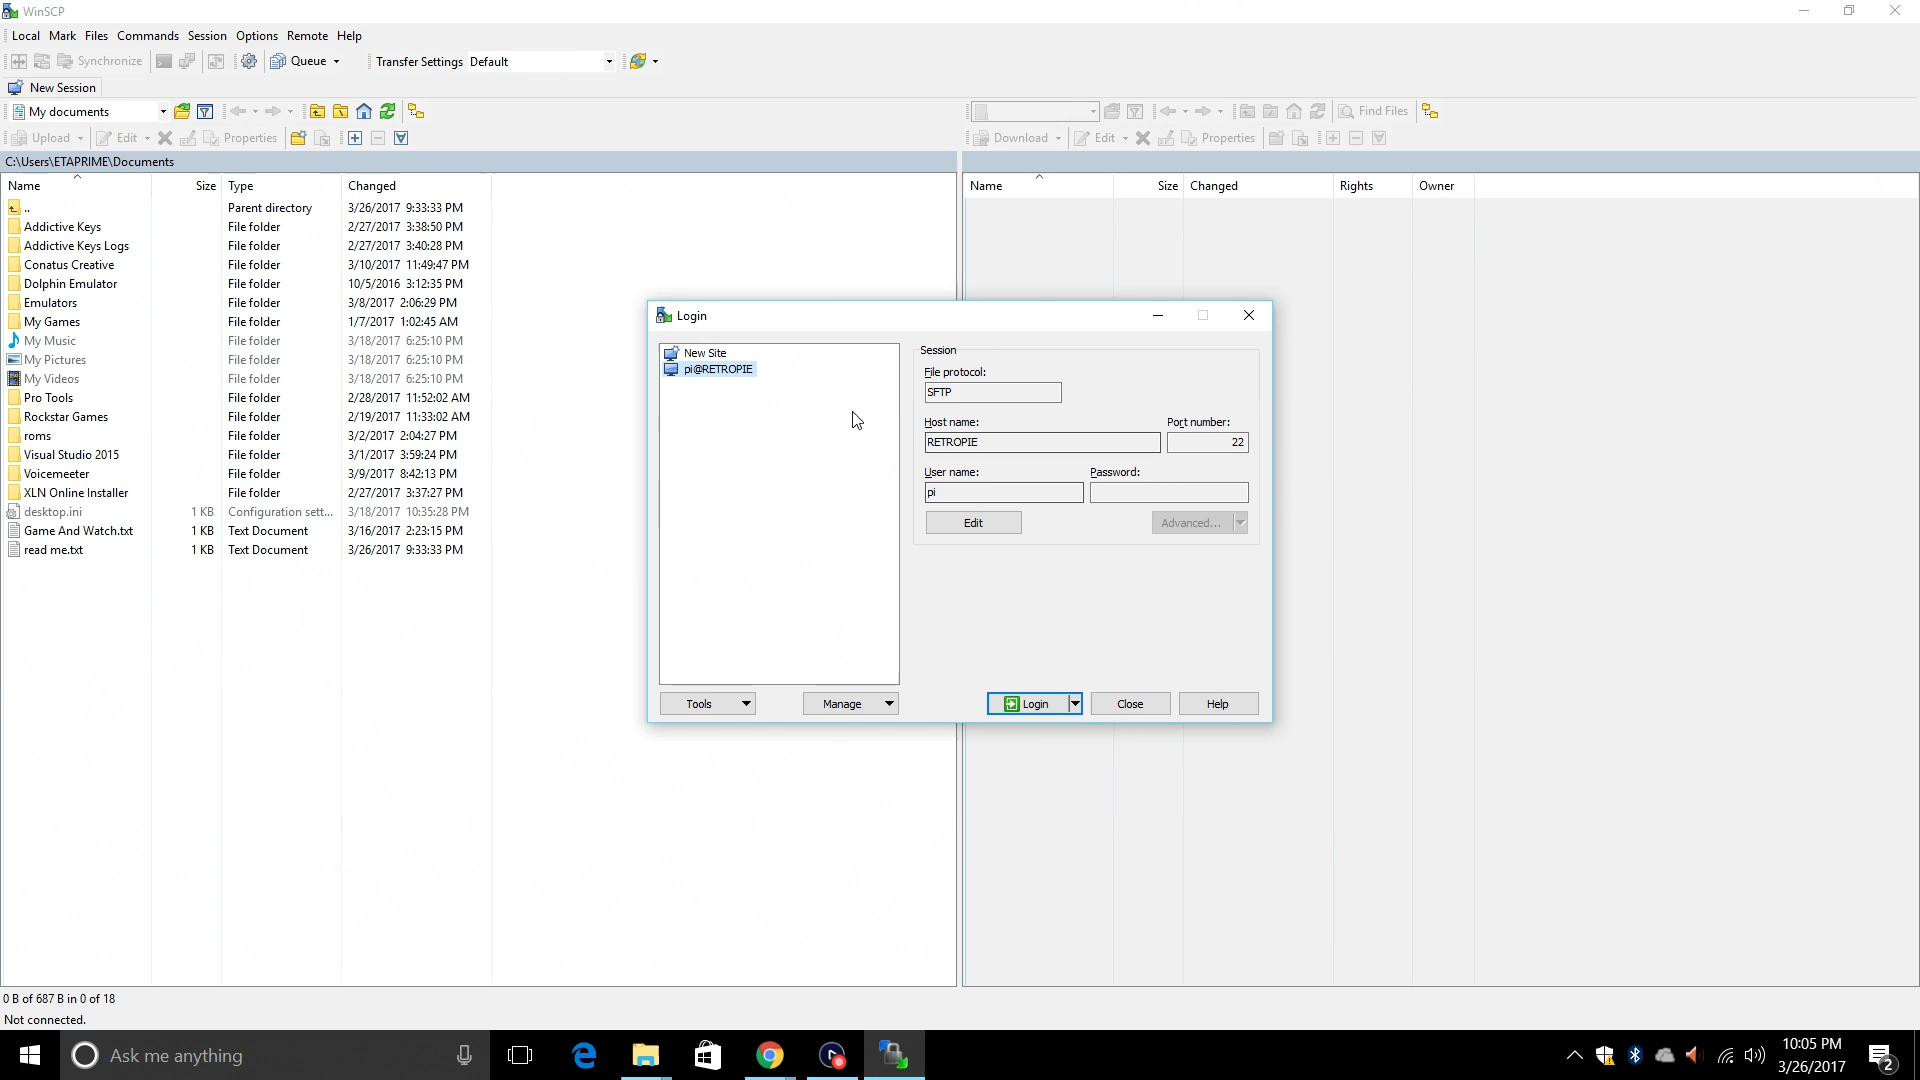 WinSCP
Local Mark Files Commands Session Options Remote Help
Synchronize Queue Transfer Settings Default
New Session
My documents Find Files
Upload Edit Properties Download Edit Properties
C:\Users\ETAPRIME\Documents
Name Size Type Changed Name Size Changed Rights Owner
.. Parent directory 3/26/2017 9:33:33 PM
Addictive Keys File folder 2/27/2017 3:38:50 PM
Addictive Keys Logs File folder 2/27/2017 3:40:28 PM
Conatus Creative File folder 3/10/2017 11:49:47 PM
Dolphin Emulator File folder 10/5/2016 3:12:35 PM
Emulators File folder 3/8/2017 2:06:29 PM
My Games File folder 1/7/2017 1:02:45 AM
My Music File folder 3/18/2017 6:25:10 PM
My Pictures File folder 3/18/2017 6:25:10 PM
My Videos File folder 3/18/2017 6:25:10 PM
Pro Tools File folder 2/28/2017 11:52:02 AM
Rockstar Games File folder 2/19/2017 11:33:02 AM
roms File folder 3/2/2017 2:04:27 PM
Visual Studio 2015 File folder 3/1/2017 3:59:24 PM
Voicemeeter File folder 3/9/2017 8:42:13 PM
XLN Online Installer File folder 2/27/2017 3:37:27 PM
desktop.ini 1 KB Configuration sett... 3/18/2017 10:35:28 PM
Game And Watch.txt 1 KB Text Document 3/16/2017 2:23:15 PM
read me.txt 1 KB Text Document 3/26/2017 9:33:33 PM
Login
New Site
pi@RETROPIE
Session
File protocol:
SFTP
Host name: Port number:
RETROPIE 22
User name: Password:
pi
Edit Advanced...
Tools Manage Login Close Help
0 B of 687 B in 0 of 18
Not connected.
Ask me anything
10:05 PM
3/26/2017
2